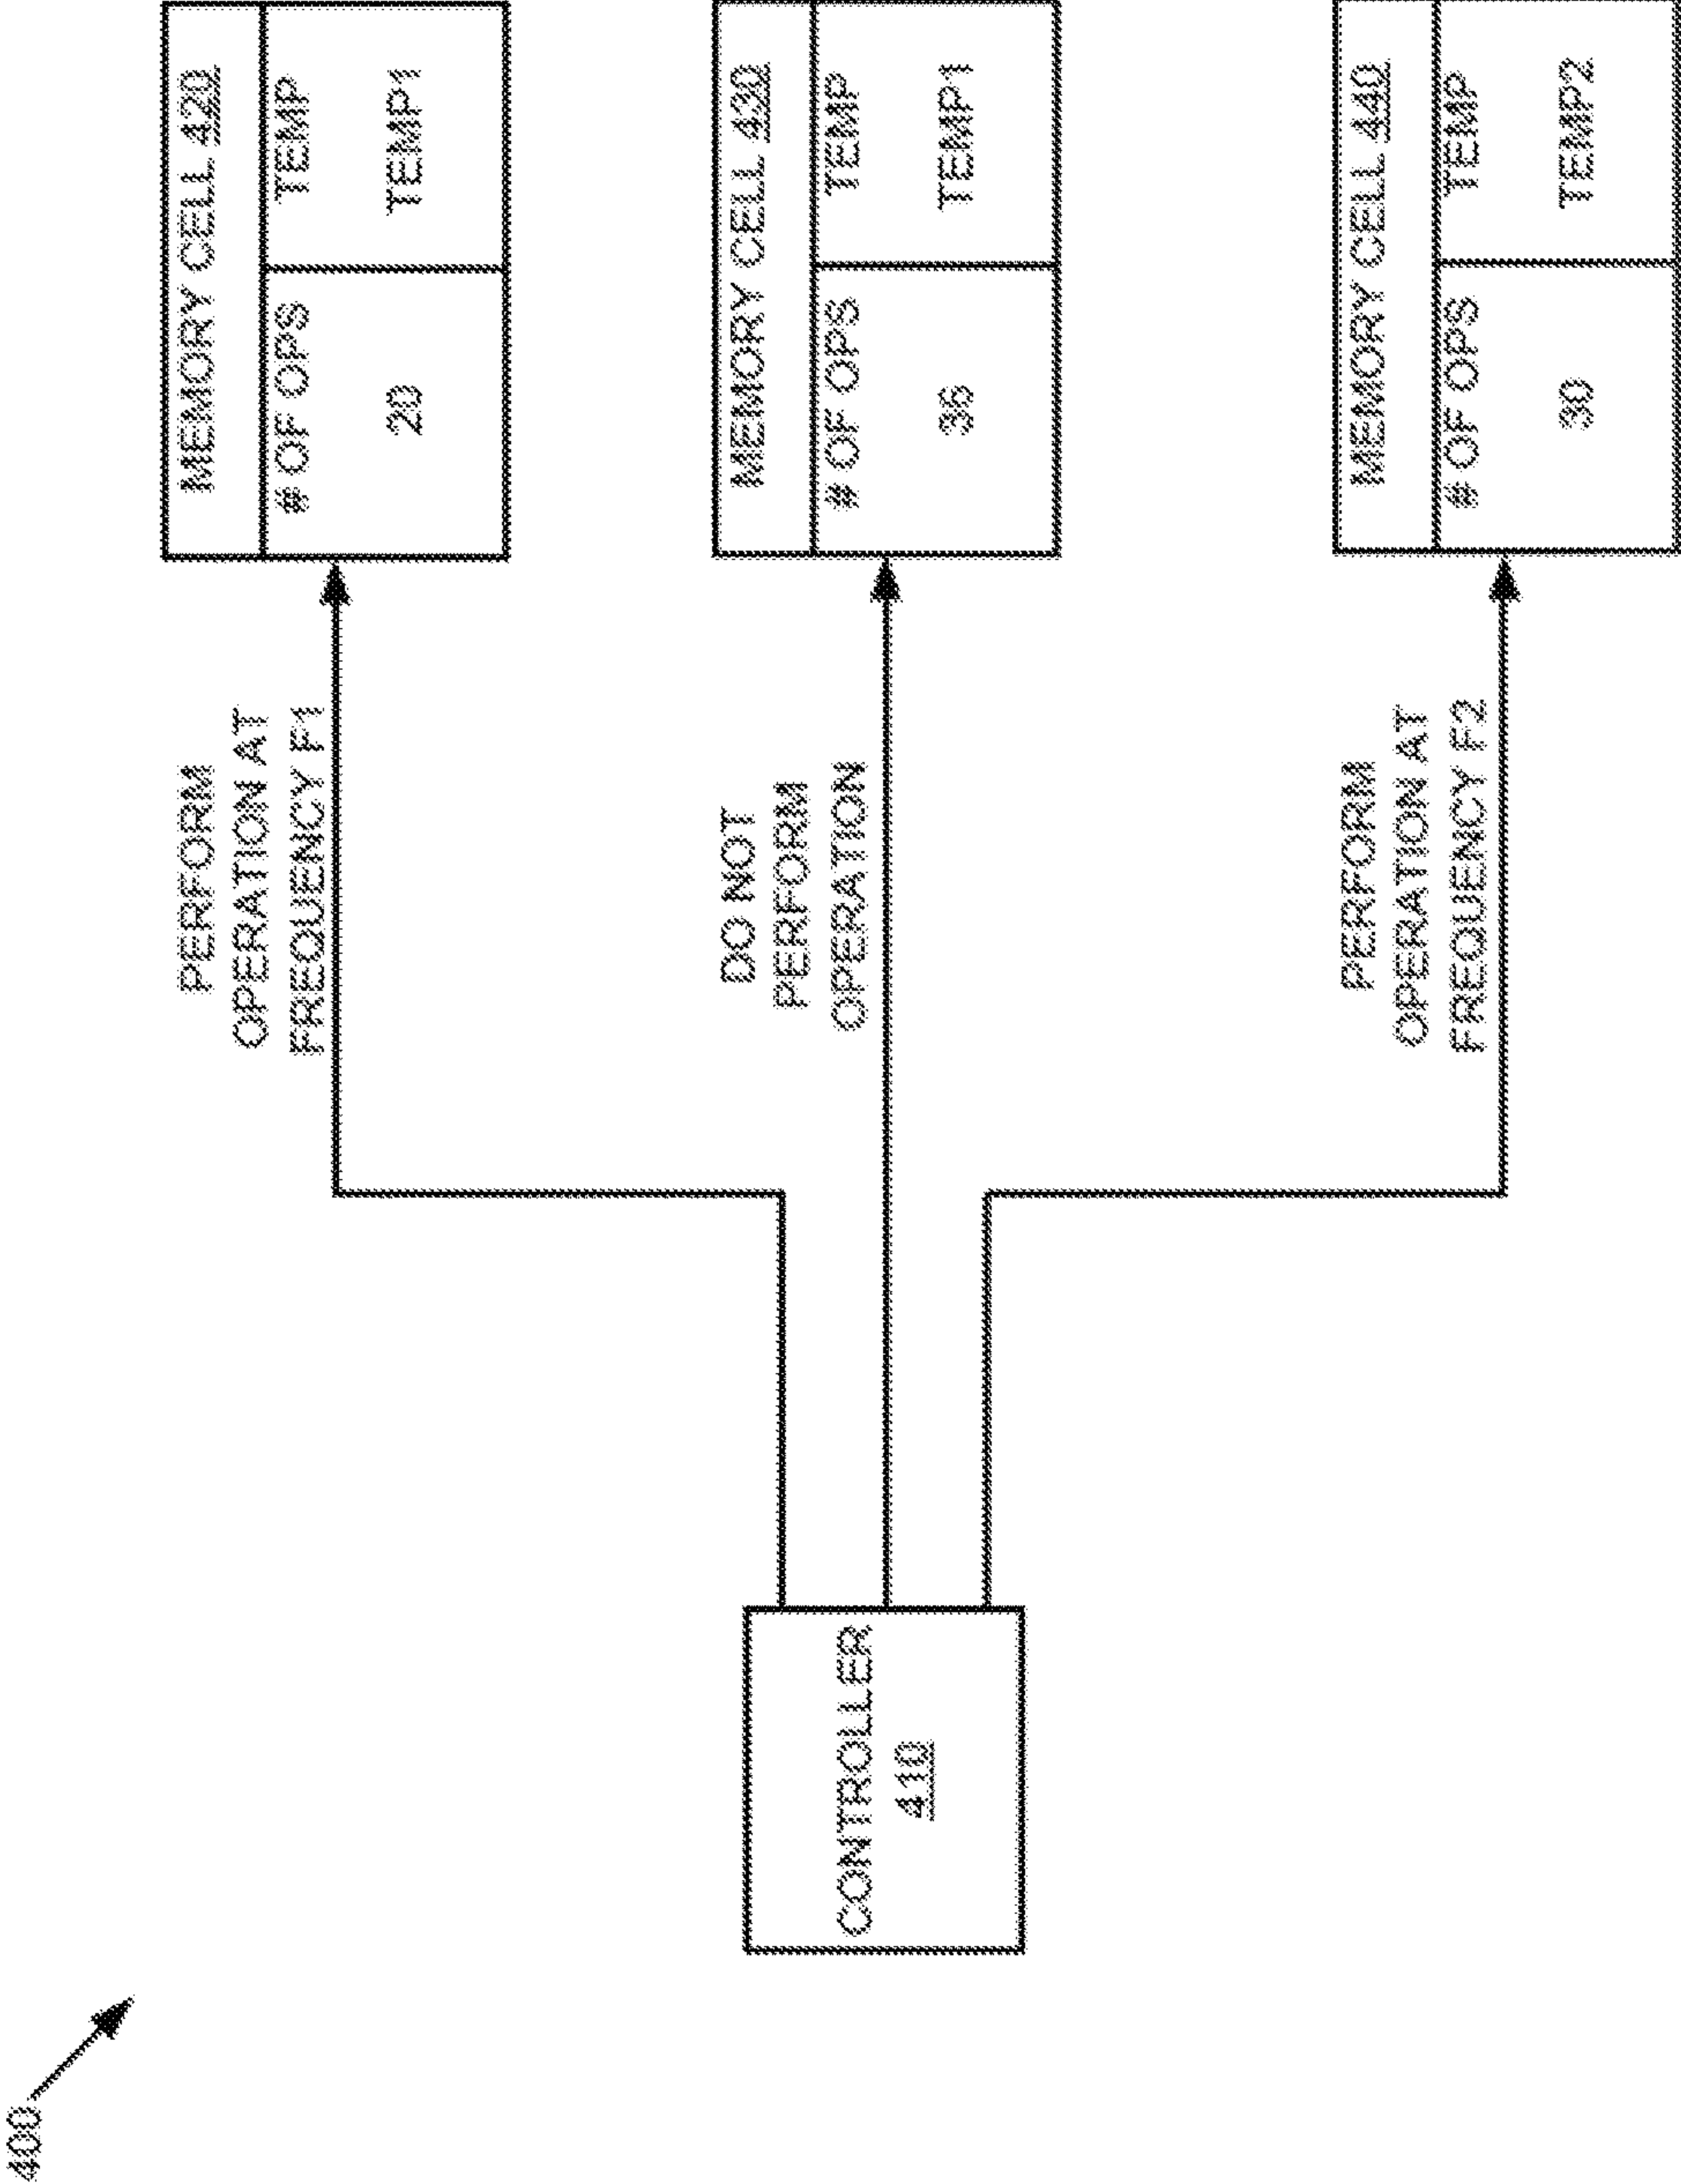 400
PERFORM
OPERATION AT
FREQUENCY F1
MEMORY CELL 420
# OF OPS TEMP
20 TEMP1
CONTROLLER
410
DO NOT
PERFORM
OPERATION
MEMORY CELL 430
# OF OPS TEMP
36 TEMP1
PERFORM
OPERATION AT
FREQUENCY F2
MEMORY CELL 440
# OF OPS TEMP
30 TEMP2